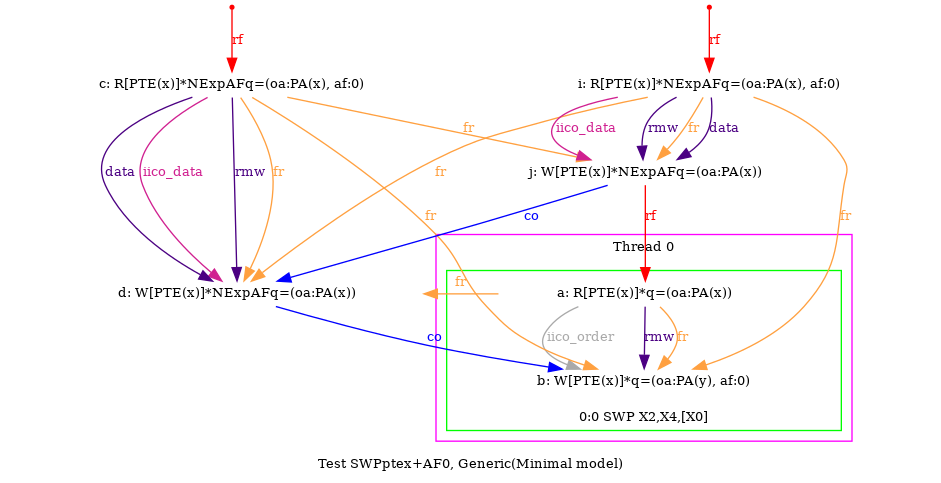 rf
rf
c: R[PTE(x)]*NExpAFq=(oa:PA(x), af:0)
i: R[PTE(x)]*NExpAFq=(oa:PA(x), af:0)
fr
iico_data
rmw
fr
data
data
iico_data
rmw
fr
fr
j: W[PTE(x)]*NExpAFq=(oa:PA(x))
fr
co
rf
fr
Thread 0
fr
d: W[PTE(x)]*NExpAFq=(oa:PA(x))
a: R[PTE(x)]*q=(oa:PA(x))
co
iico_order
rmw
fr
b: W[PTE(x)]*q=(oa:PA(y), af:0)
0:0 SWP X2,X4,[X0]
Test SWPptex+AF0, Generic(Minimal model)